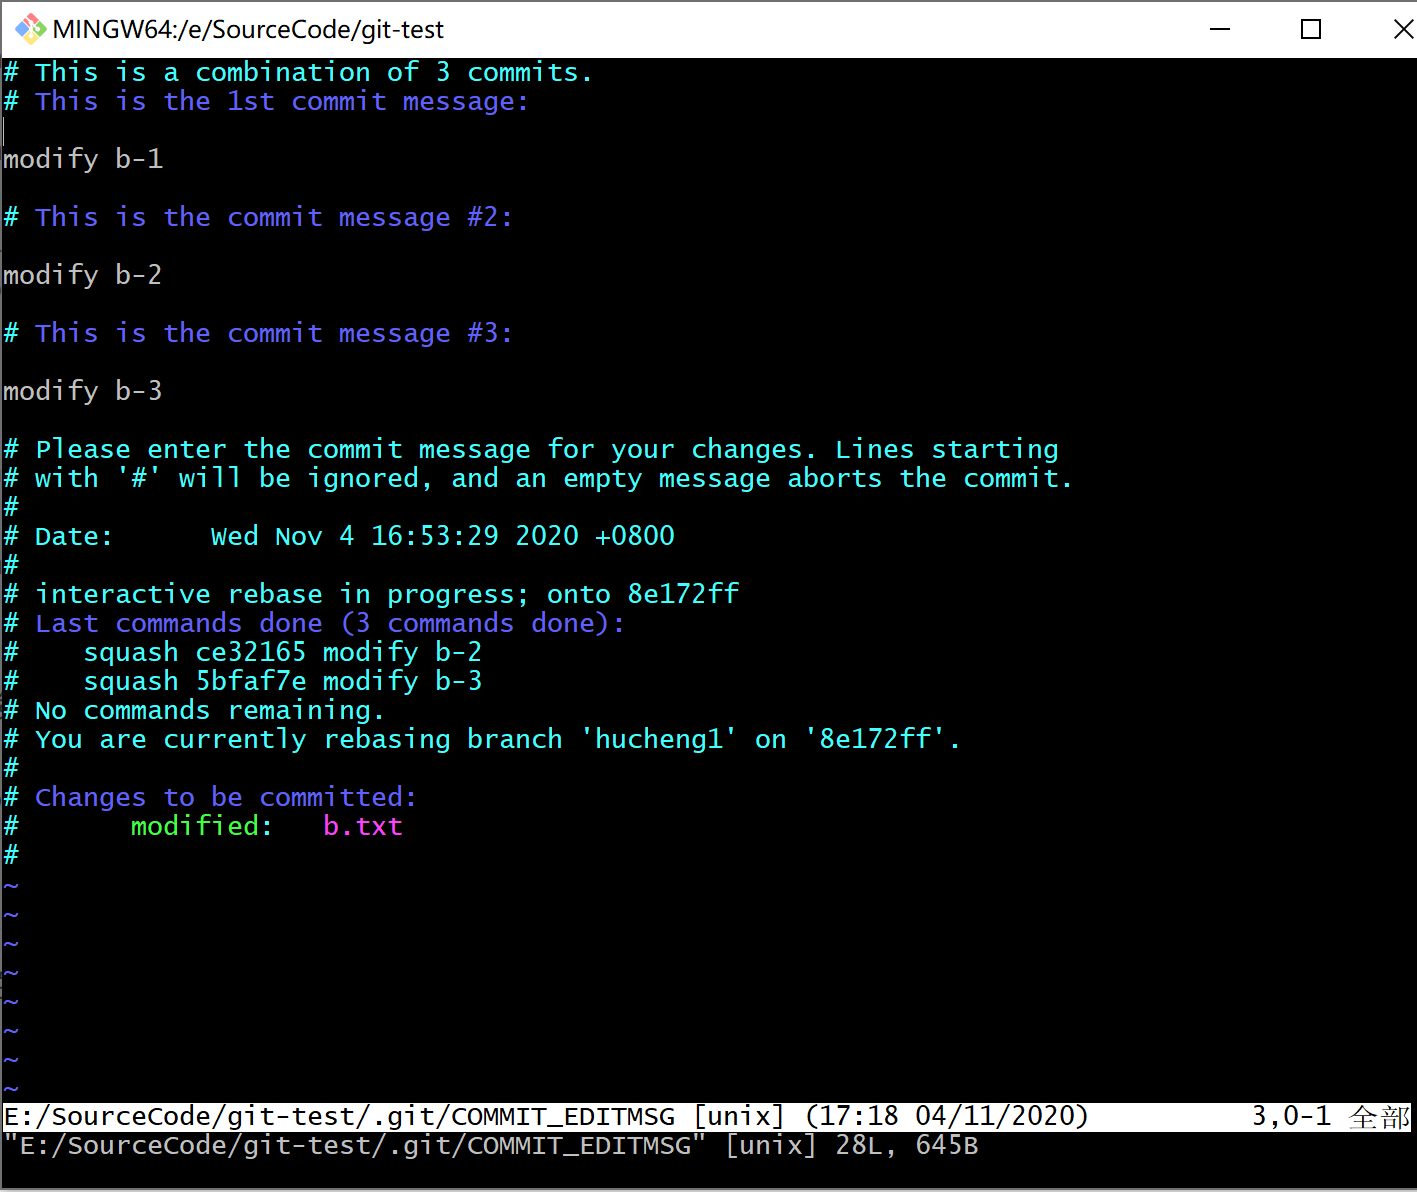 MINGW64:/e/SourceCode/git-test
# This is a combination of 3 commits.
# This is the 1st commit message:
modify b-1
# This is the commit message #2:
modify b-2
# This is the commit message #3:
modify b-3
# Please enter the commit message for your changes. Lines starting
# with '#' will be ignored, and an empty message aborts the commit.
#
# Date:      Wed Nov 4 16:53:29 2020 +0800
#
# interactive rebase in progress; onto 8e172ff
# Last commands done (3 commands done):
#    squash ce32165 modify b-2
#    squash 5bfaf7e modify b-3
# No commands remaining.
# You are currently rebasing branch 'hucheng1' on '8e172ff'.
#
# Changes to be committed:
#       modified:   b.txt
#
~
~
~
~
~
~
~
~
E:/SourceCode/git-test/.git/COMMIT_EDITMSG [unix] (17:18 04/11/2020) 3,0-1 全部
"E:/SourceCode/git-test/.git/COMMIT_EDITMSG" [unix] 28L, 645B